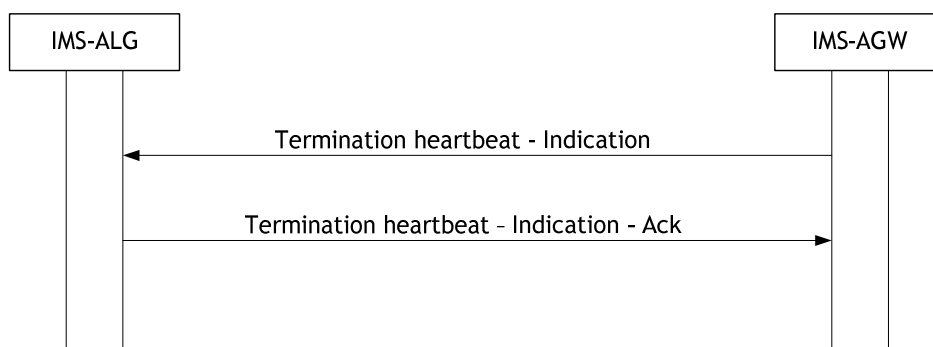 IMS-ALG
IMS-AGW
Termination heartbeat - Indication
Termination heartbeat – Indication - Ack